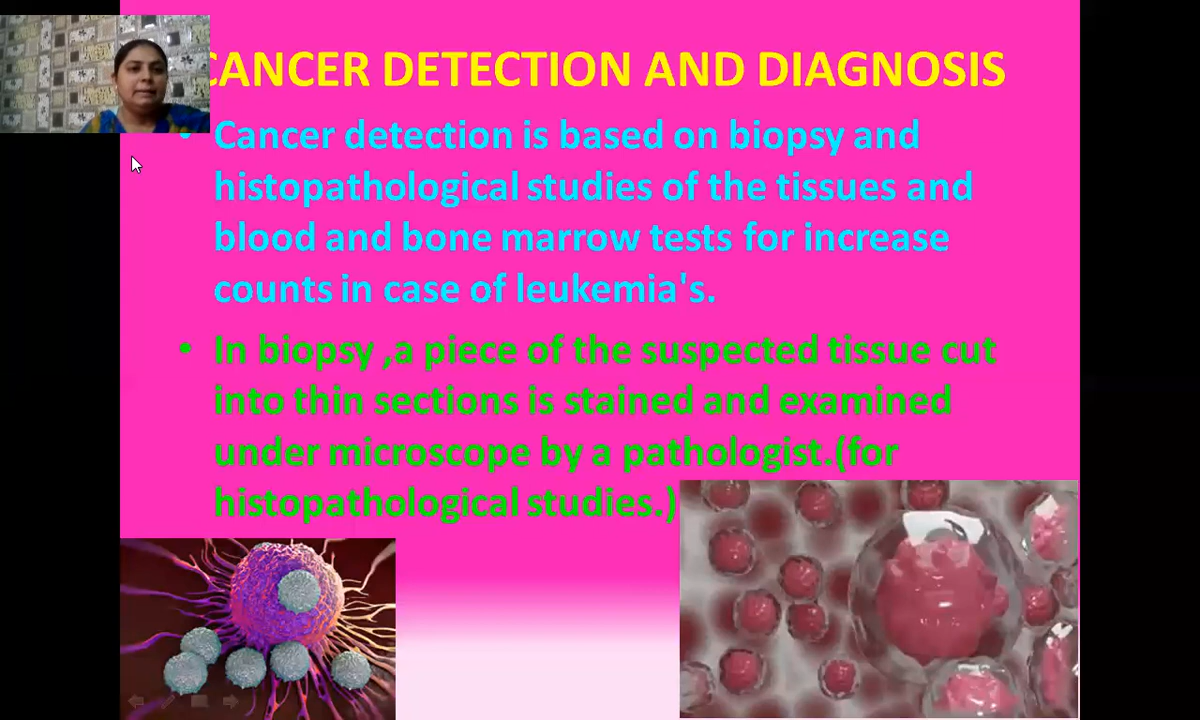 CANCER DETECTION AND DIAGNOSIS
• Cancer detection is based on biopsy and
histopathological studies of the tissues and
blood and bone marrow tests for increase
counts in case of leukemia's.
• In biopsy ,a piece of the suspected tissue cut
into thin sections is stained and examined
under microscope by a pathologist.(for
histopathological studies.)